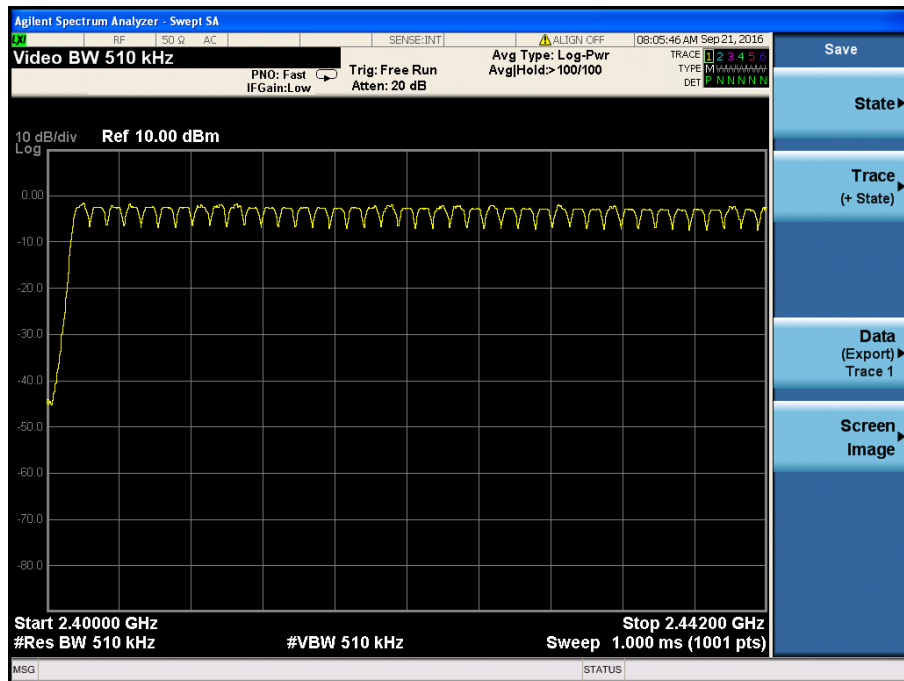 Agilent Spectrum Analyzer - Swept SA
LXI RF 50 Ω AC SENSE:INT ALIGN OFF 08:05:46 AM Sep 21, 2016
Video BW 510 kHz
PNO: Fast
IFGain:Low
Trig: Free Run
Atten: 20 dB
Avg Type: Log-Pwr
Avg|Hold:> 100/100
TRACE 1 2 3 4 5 6
TYPE M W W W W W
DET P N N N N N
10 dB/div Ref 10.00 dBm
Log
0.00
-10.0
-20.0
-30.0
-40.0
-50.0
-60.0
-70.0
-80.0
Start 2.40000 GHz Stop 2.44200 GHz
#Res BW 510 kHz #VBW 510 kHz Sweep 1.000 ms (1001 pts)
MSG STATUS
Save
State
Trace
(+ State)
Data
(Export)
Trace 1
Screen
Image